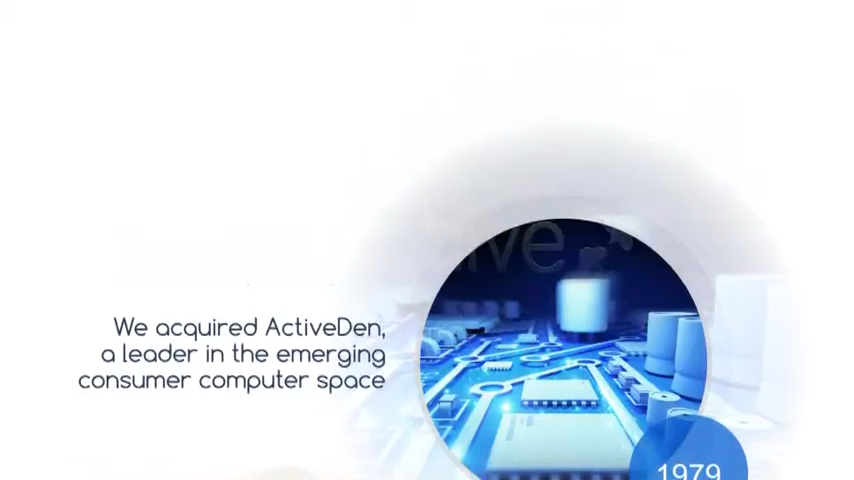 We acquired ActiveDen,
a leader in the emerging
consumer computer space
1979